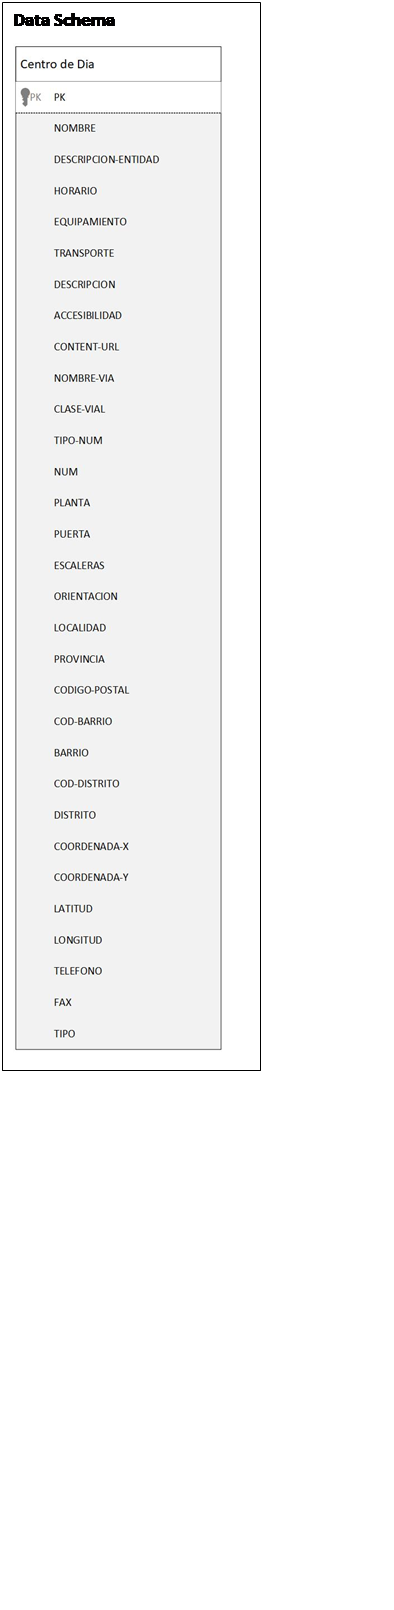 Data Schema
Centro de Dia
PK PK
NOMBRE
DESCRIPCION-ENTIDAD
HORARIO
EQUIPAMIENTO
TRANSPORTE
DESCRIPCION
ACCESIBILIDAD
CONTENT-URL
NOMBRE-VIA
CLASE-VIAL
TIPO-NUM
NUM
PLANTA
PUERTA
ESCALERAS
ORIENTACION
LOCALIDAD
PROVINCIA
CODIGO-POSTAL
COD-BARRIO
BARRIO
COD-DISTRITO
DISTRITO
COORDENADA-X
COORDENADA-Y
LATITUD
LONGITUD
TELEFONO
FAX
TIPO